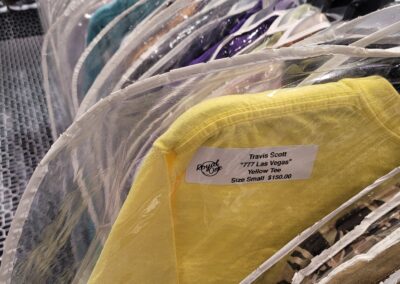 Travis Scott
"777 Las Vegas"
Yellow Tee
Size Small $150.00